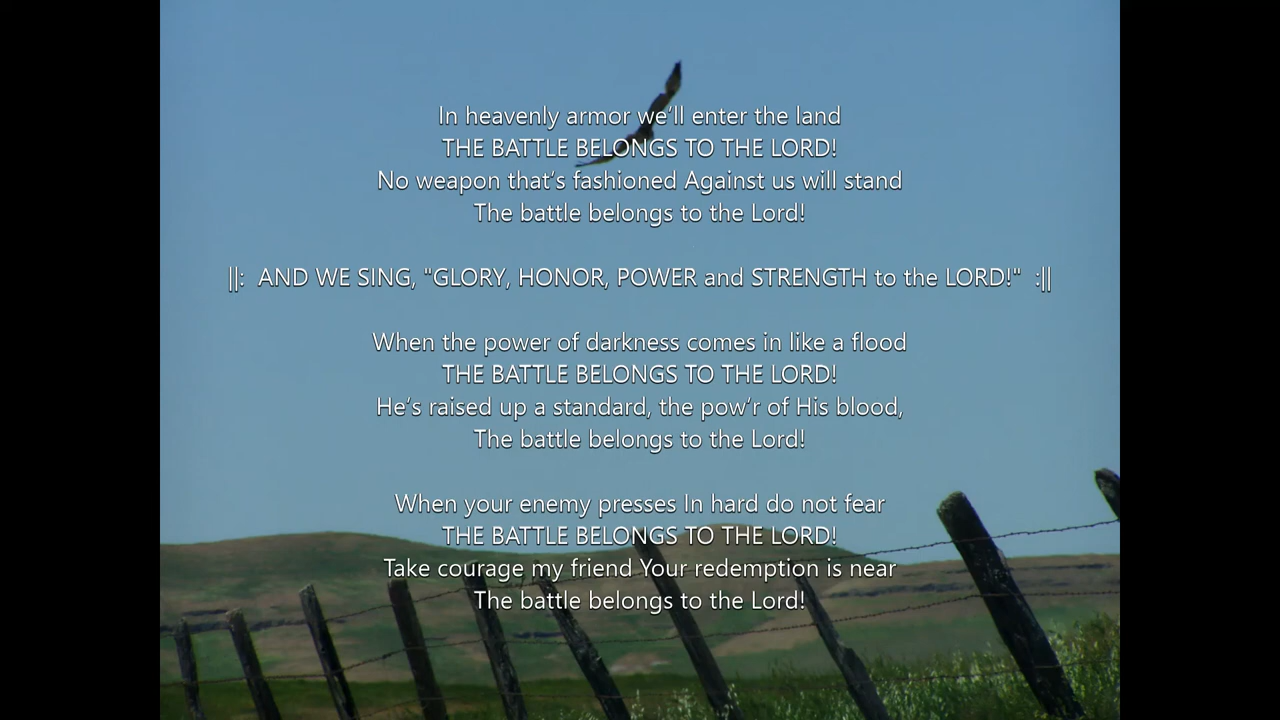 In heavenly armor we'll enter the land
THE BATTLE BELONGS TO THE LORD!
No weapon that's fashioned Against us will stand
The battle belongs to the Lord!
||:  AND WE SING, "GLORY, HONOR, POWER and STRENGTH to the LORD!"  :||
When the power of darkness comes in like a flood
THE BATTLE BELONGS TO THE LORD!
He's raised up a standard, the pow'r of His blood,
The battle belongs to the Lord!
When your enemy presses In hard do not fear
THE BATTLE BELONGS TO THE LORD!
Take courage my friend Your redemption is near
The battle belongs to the Lord!